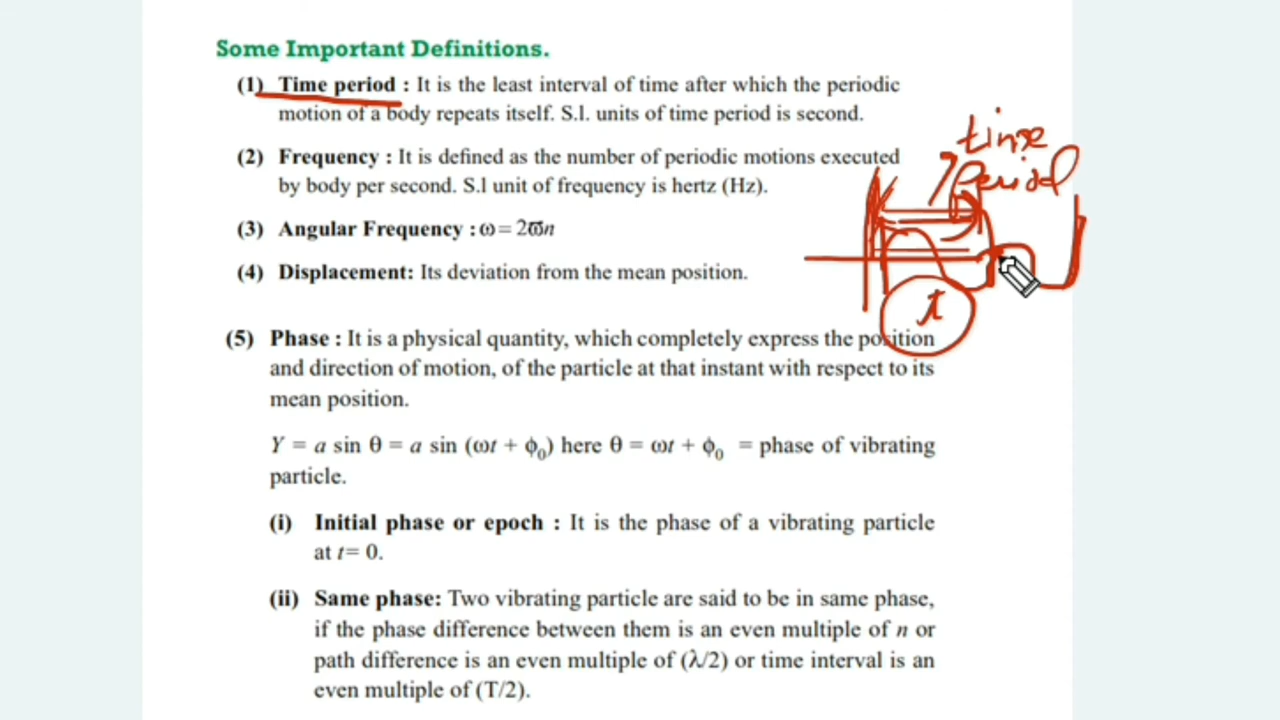 Some Important Definitions.
(1) Time period : It is the least interval of time after which the periodic
motion of a body repeats itself. S.I. units of time period is second.
(2) Frequency : It is defined as the number of periodic motions executed
by body per second. S.I unit of frequency is hertz (Hz).
(3) Angular Frequency : ω = 2ϖn
(4) Displacement: Its deviation from the mean position.
time
period
t
(5) Phase : It is a physical quantity, which completely express the position
and direction of motion, of the particle at that instant with respect to its
mean position.
Y = a sin θ = a sin (ωt + ϕ₀) here θ = ωt + ϕ₀ = phase of vibrating
particle.
(i) Initial phase or epoch : It is the phase of a vibrating particle
at t= 0.
(ii) Same phase: Two vibrating particle are said to be in same phase,
if the phase difference between them is an even multiple of n or
path difference is an even multiple of (λ/2) or time interval is an
even multiple of (T/2).